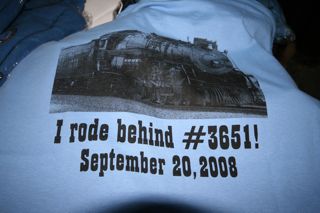 I rode behind #3651!
September 20, 2008